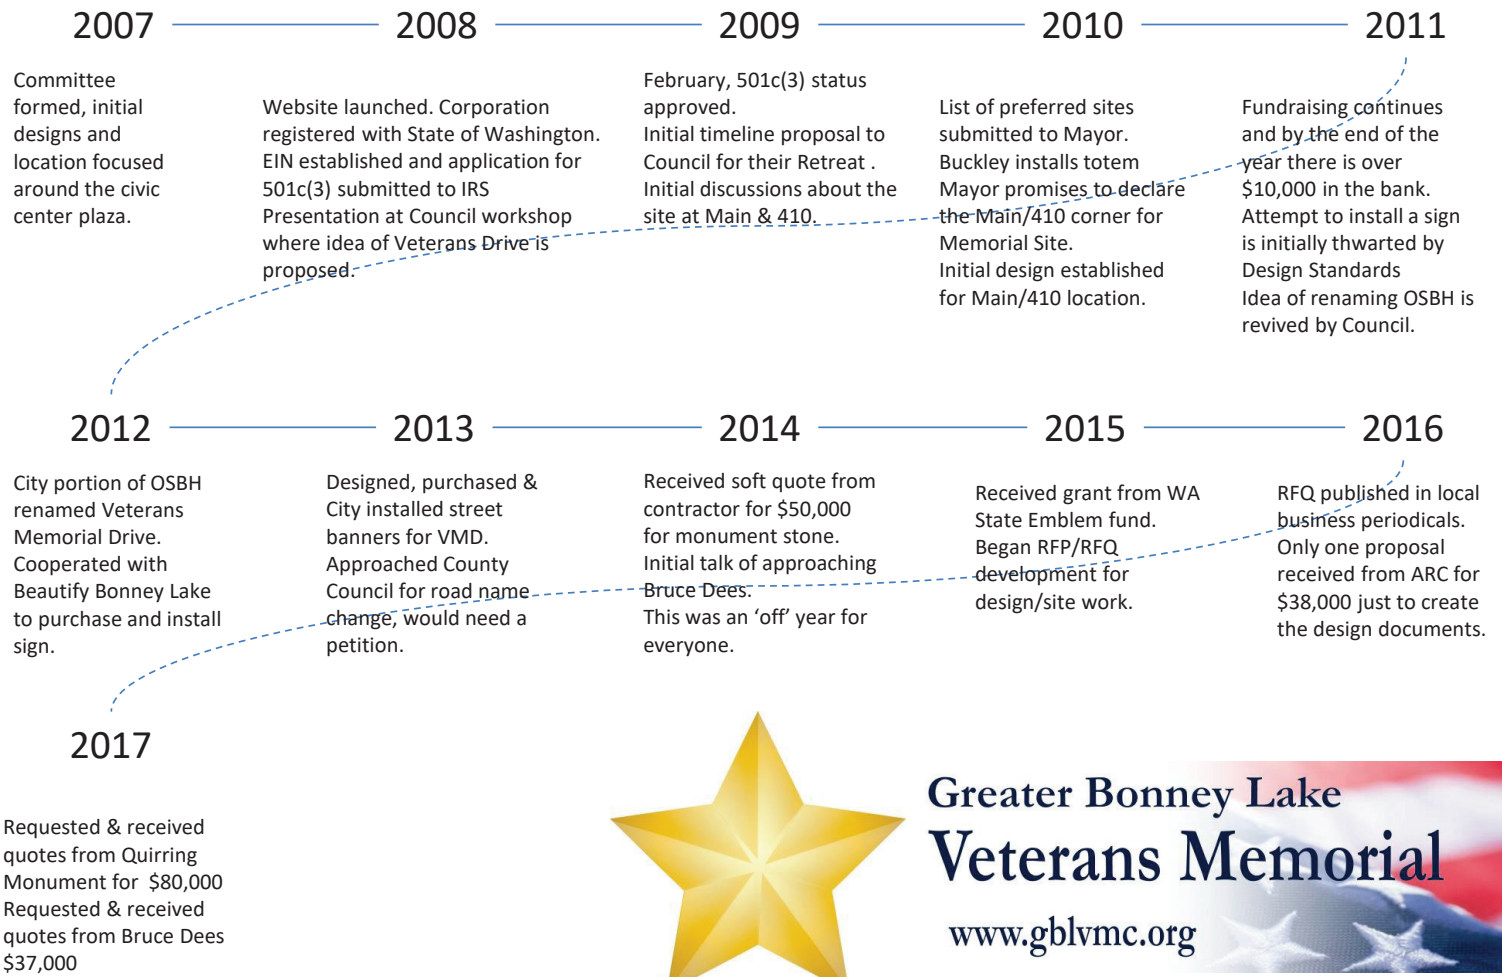 2007
2008
2009
2010
2011
Committee
formed, initial
designs and
location focused
around the civic
center plaza.
Website launched. Corporation
registered with State of Washington.
EIN established and application for
501c(3) submitted to IRS
Presentation at Council workshop
where idea of Veterans Drive is
proposed.
February, 501c(3) status
approved.
Initial timeline proposal to
Council for their Retreat .
Initial discussions about the
site at Main & 410.
List of preferred sites
submitted to Mayor.
Buckley installs totem
Mayor promises to declare
the Main/410 corner for
Memorial Site.
Initial design established
for Main/410 location.
Fundraising continues
and by the end of the
year there is over
$10,000 in the bank.
Attempt to install a sign
is initially thwarted by
Design Standards
Idea of renaming OSBH is
revived by Council.
2012
2013
2014
2015
2016
City portion of OSBH
renamed Veterans
Memorial Drive.
Cooperated with
Beautify Bonney Lake
to purchase and install
sign.
Designed, purchased &
City installed street
banners for VMD.
Approached County
Council for road name
change, would need a
petition.
Received soft quote from
contractor for $50,000
for monument stone.
Initial talk of approaching
Bruce Dees.
This was an ‘off’ year for
everyone.
Received grant from WA
State Emblem fund.
Began RFP/RFQ
development for
design/site work.
RFQ published in local
business periodicals.
Only one proposal
received from ARC for
$38,000 just to create
the design documents.
2017
Requested & received
quotes from Quirring
Monument for $80,000
Requested & received
quotes from Bruce Dees
$37,000
Greater Bonney Lake
Veterans Memorial
www.gblvmc.org